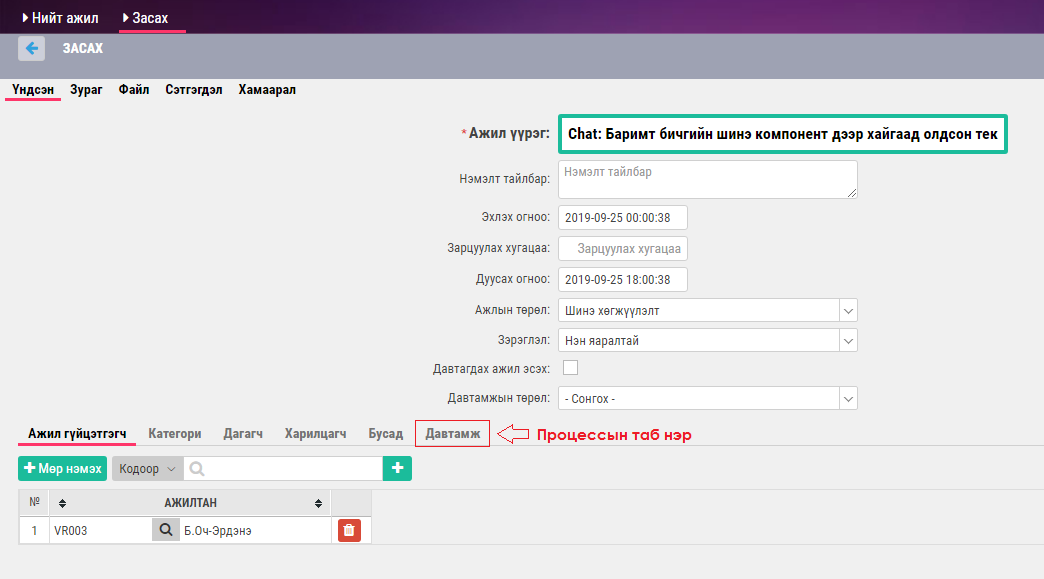 Нийт ажил Засах
ЗАСАХ
Үндсэн Зураг Файл Сэтгэгдэл Хамаарал
* Ажил үүрэг: Chat: Баримт бичгийн шинэ компонент дээр хайгаад олдсон тек
Нэмэлт тайлбар: Нэмэлт тайлбар
Эхлэх огноо: 2019-09-25 00:00:38
Зарцуулах хугацаа: Зарцуулах хугацаа
Дуусах огноо: 2019-09-25 18:00:38
Ажлын төрөл: Шинэ хөгжүүлэлт
Зэрэглэл: Нэн яаралтай
Давтагдах ажил эсэх:
Давтамжын төрөл: - Сонгох -
Ажил гүйцэтгэгч Категори Дагагч Харилцагч Бусад Давтамж Процессын таб нэр
Мөр нэмэх Кодоор
№ АЖИЛТАН
1 VR003 Б.Оч-Эрдэнэ